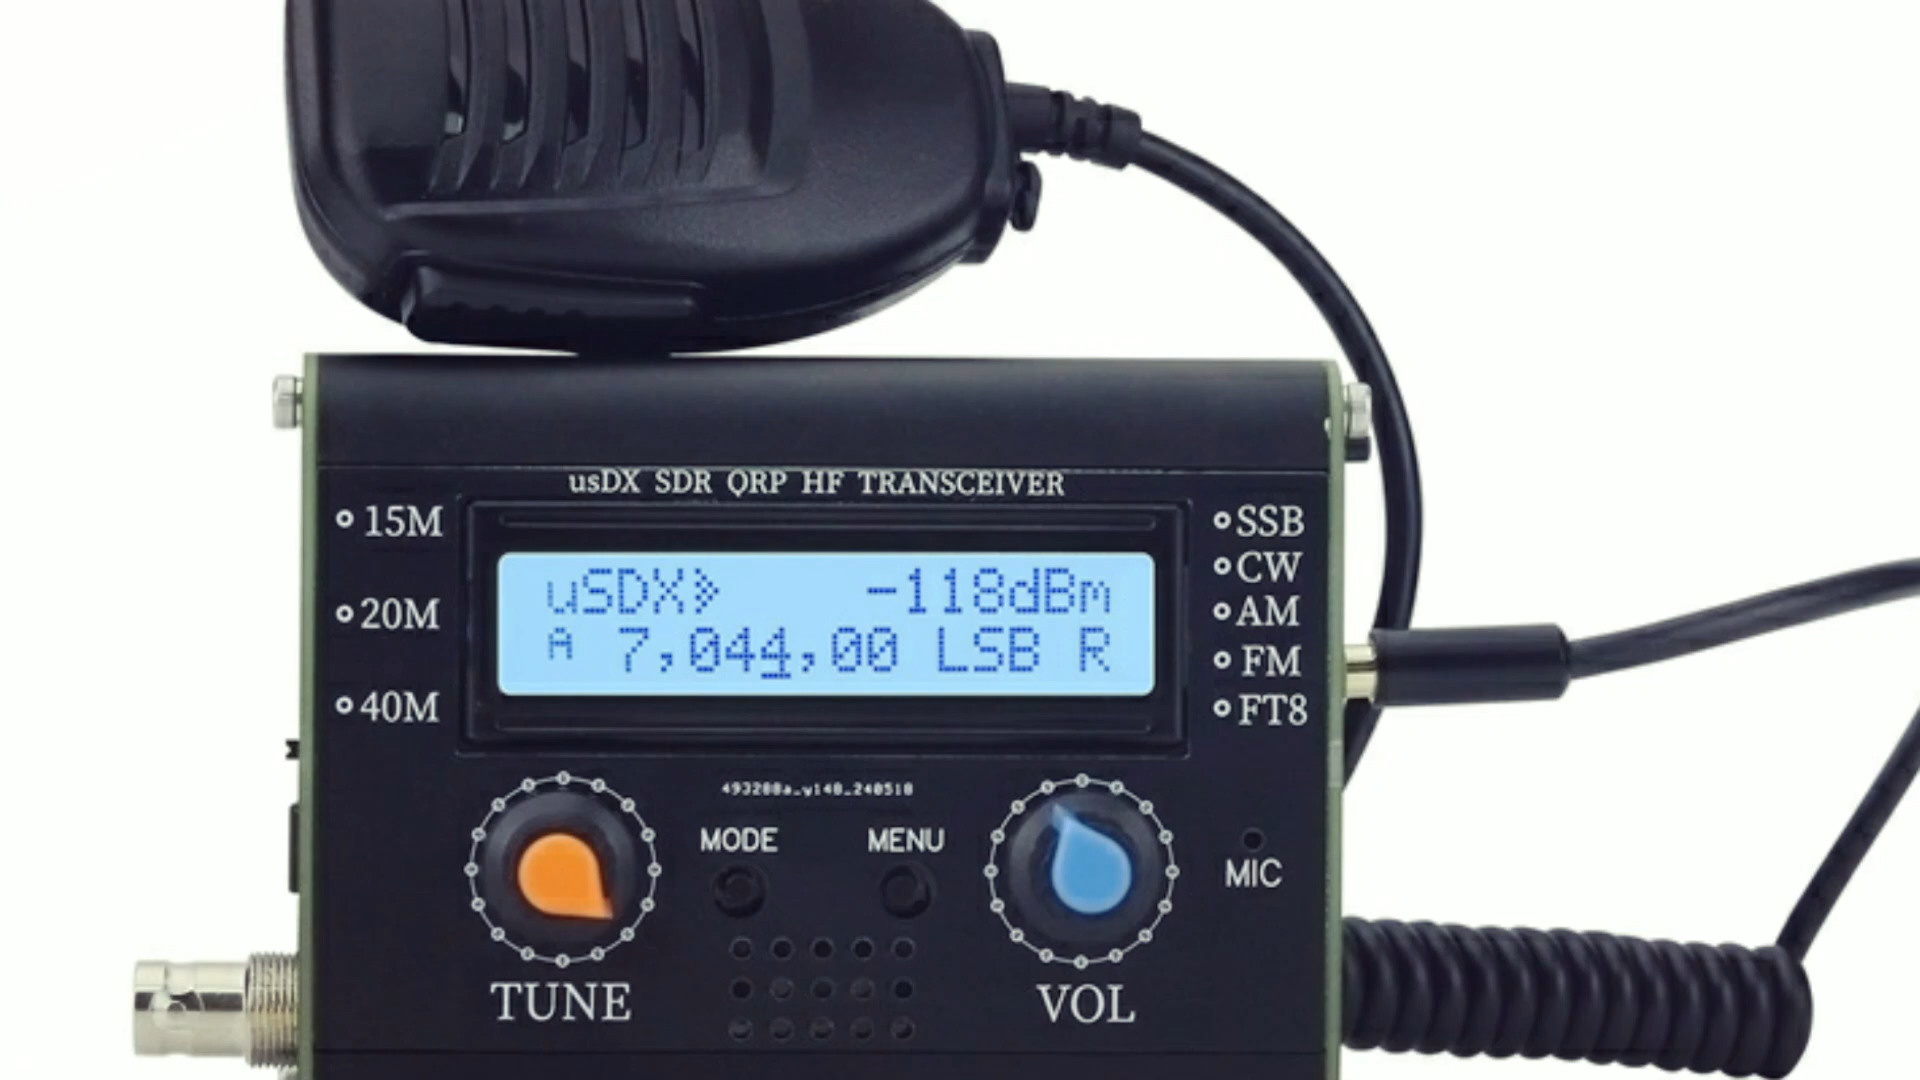 usDX SDR QRP HF TRANSCEIVER
15M
20M
40M
uSDX» -118dBm
A 7,044,00 LSB R
SSB
CW
AM
FM
FT8
MODE
MENU
MIC
TUNE
VOL